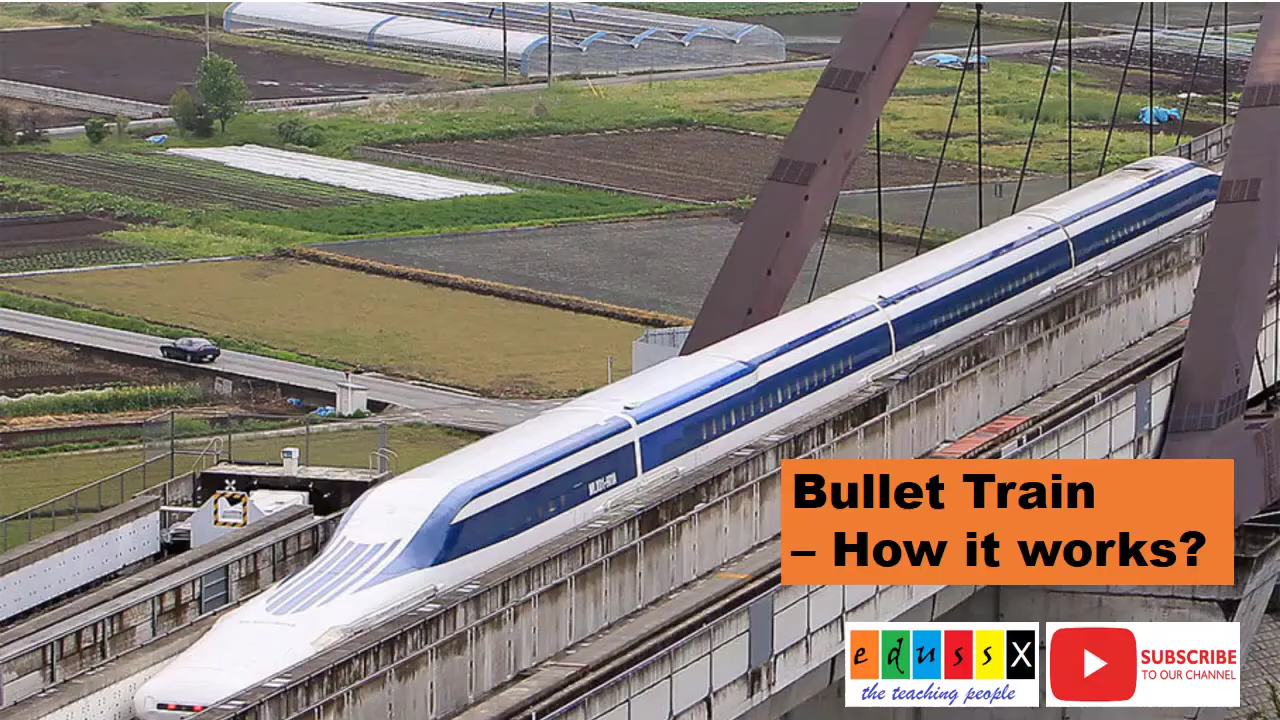 Bullet Train
– How it works?
edussX
the teaching people
SUBSCRIBE
TO OUR CHANNEL